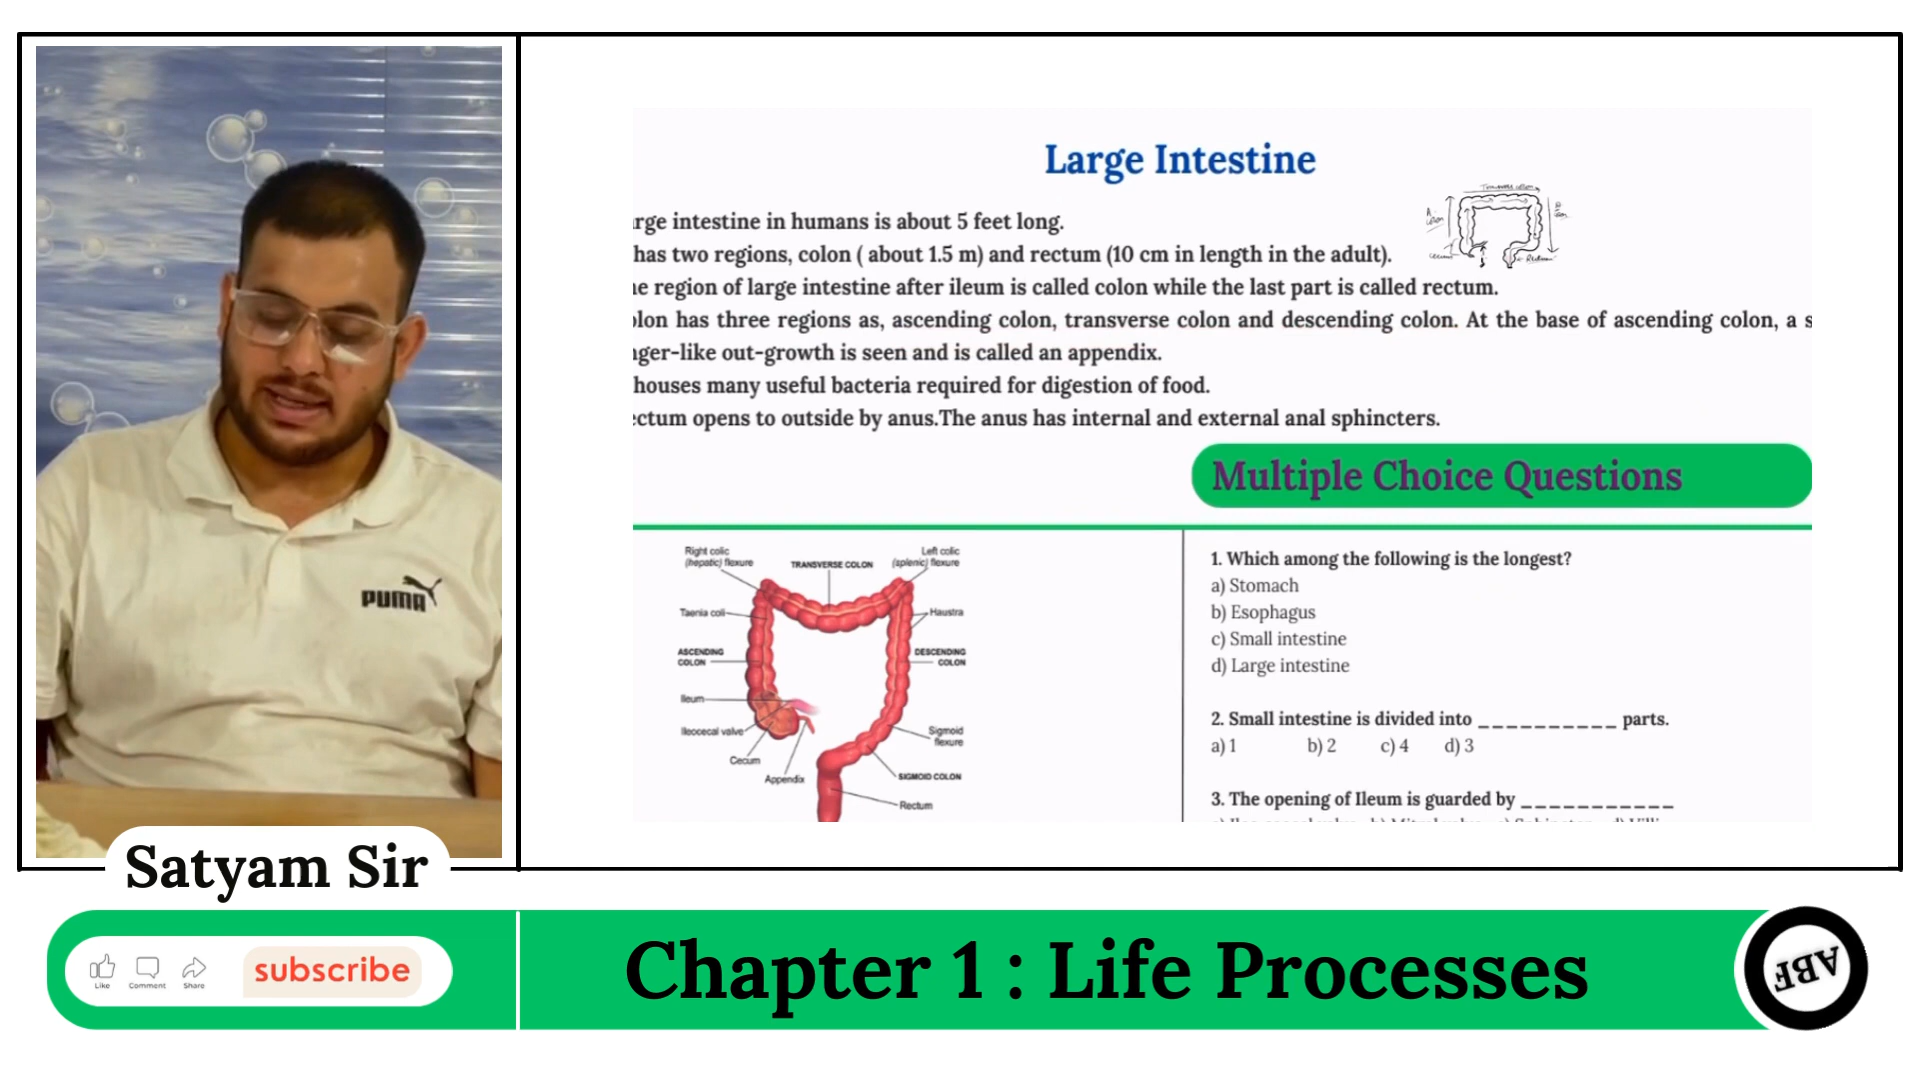 Large Intestine
rge intestine in humans is about 5 feet long.
has two regions, colon ( about 1.5 m) and rectum (10 cm in length in the adult).
e region of large intestine after ileum is called colon while the last part is called rectum.
lon has three regions as, ascending colon, transverse colon and descending colon. At the base of ascending colon, a s
ger-like out-growth is seen and is called an appendix.
houses many useful bacteria required for digestion of food.
ctum opens to outside by anus.The anus has internal and external anal sphincters.
Transverse colon
Rectum
Multiple Choice Questions
Right colic
(hepatic) flexure
TRANSVERSE COLON
Left colic
(splenic) flexure
Taenia coli
Haustra
ASCENDING
COLON
DESCENDING
COLON
Ileum
Ileocecal valve
Sigmoid
flexure
Cecum
Appendix
SIGMOID COLON
Rectum
1. Which among the following is the longest?
a) Stomach
b) Esophagus
c) Small intestine
d) Large intestine
2. Small intestine is divided into __________ parts.
a) 1 b) 2 c) 4 d) 3
3. The opening of Ileum is guarded by ___________
PUMA
Satyam Sir
Like Comment Share
subscribe
Chapter 1 : Life Processes
ABF